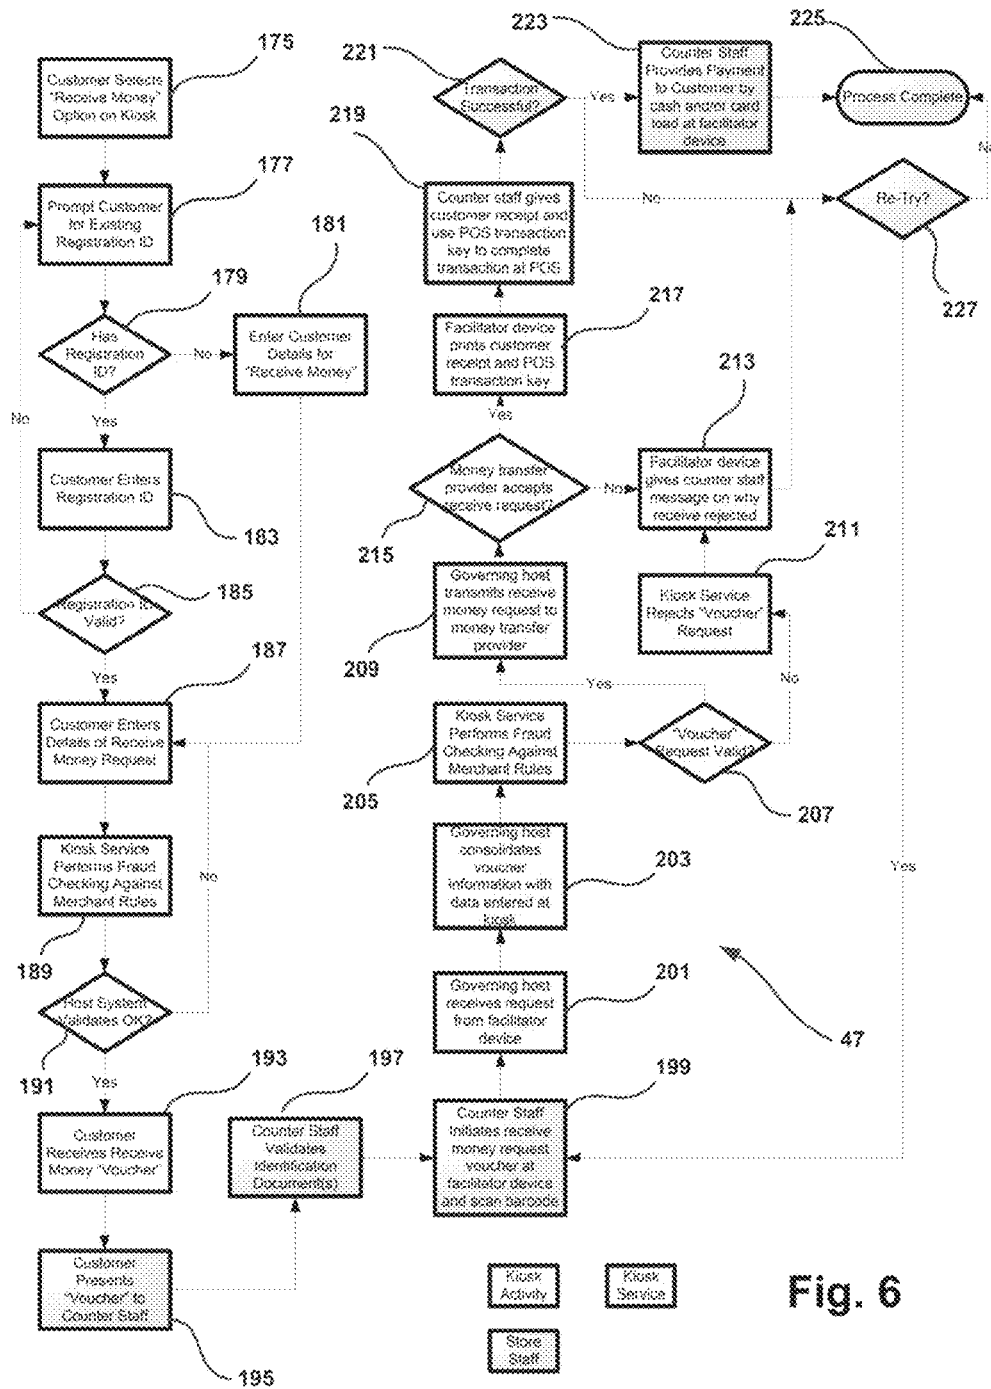 175
Customer Selects
"Receive Money"
Option on Kiosk
177
Prompt Customer
for Existing
Registration ID
179
Has
Registration
ID?
No
181
Enter Customer
Details for
"Receive Money"
Yes
No
Customer Enters
Registration ID
183
185
Registration ID
Valid?
Yes
187
Customer Enters
Details of Receive
Money Request
Kiosk Service
Performs Fraud
Checking Against
Merchant Rules
No
189
Host System
Validates OK?
191
Yes
193
Customer
Receives Receive
Money "Voucher"
Customer
Presents
"Voucher" to
Counter Staff
195
197
Counter Staff
Validates
Identification
Document(s)
199
Counter Staff
Initiates receive
money request
voucher at
facilitator device
and scan barcode
201
Governing host
receives request
from facilitator
device
203
Governing host
consolidates
voucher
information with
data entered at
kiosk
205
Kiosk Service
Performs Fraud
Checking Against
Merchant Rules
207
"Voucher"
Request Valid?
Yes
No
209
Governing host
transmits receive
money request to
money transfer
provider
211
Kiosk Service
Rejects "Voucher"
Request
213
Facilitator device
gives counter staff
message on why
receive rejected
215
Money transfer
provider accepts
receive request?
No
Yes
217
Facilitator device
prints customer
receipt and POS
transaction key
219
Counter staff gives
customer receipt and
use POS transaction
key to complete
transaction at POS
221
Transaction
Successful?
Yes
No
223
Counter Staff
Provides Payment
to Customer by
cash and/or card
load at facilitator
device
225
Process Complete
No
Re-Try?
227
Yes
47
Kiosk
Activity
Kiosk
Service
Store
Staff
Fig. 6